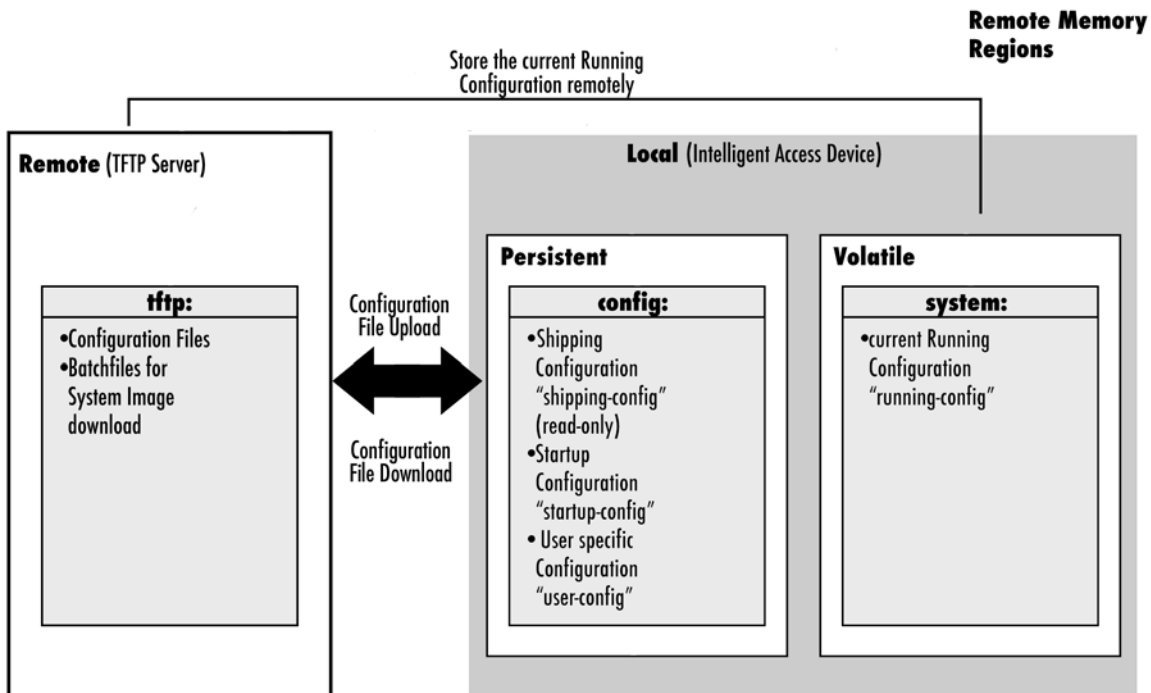 Remote Memory
Regions
Store the current Running
Configuration remotely
Remote (TFTP Server)
Local (Intelligent Access Device)
tftp:
•Configuration Files
•Batchfiles for
System Image
download
Configuration
File Upload
Configuration
File Download
Persistent
config:
•Shipping
Configuration
“shipping-config”
(read-only)
•Startup
Configuration
“startup-config”
• User specific
Configuration
“user-config”
Volatile
system:
•current Running
Configuration
“running-config”